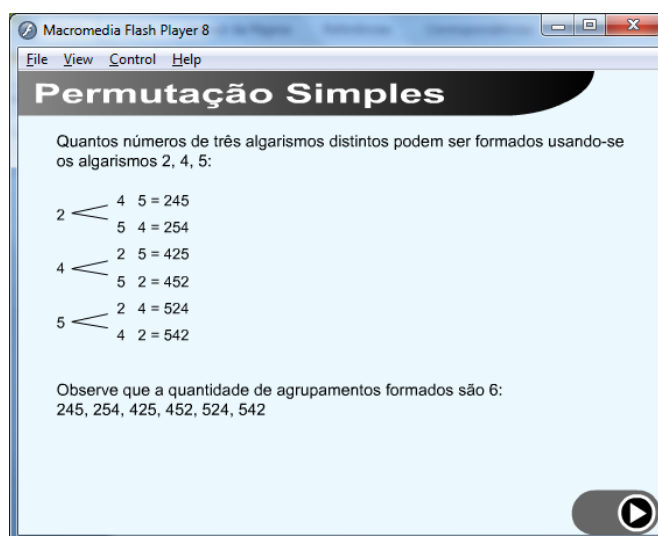 Macromedia Flash Player 8
File View Control Help
Permutação Simples
Quantos números de três algarismos distintos podem ser formados usando-se
os algarismos 2, 4, 5:
4 5 = 245
2
5 4 = 254
2 5 = 425
4
5 2 = 452
2 4 = 524
5
4 2 = 542
Observe que a quantidade de agrupamentos formados são 6:
245, 254, 425, 452, 524, 542